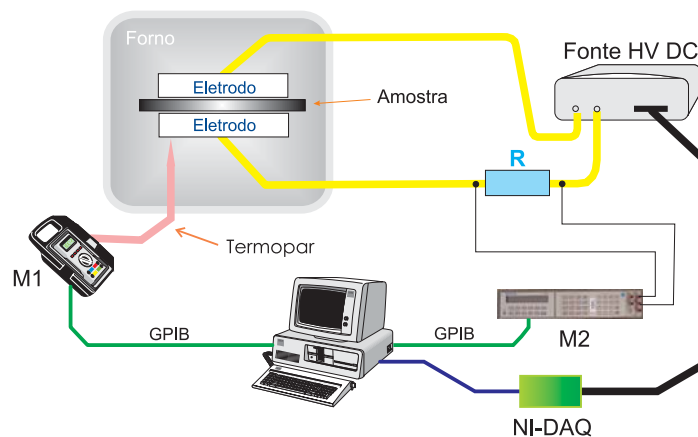 Forno
Fonte HV DC
Eletrodo
Amostra
Eletrodo
R
Termopar
M1
GPIB
GPIB
M2
NI-DAQ